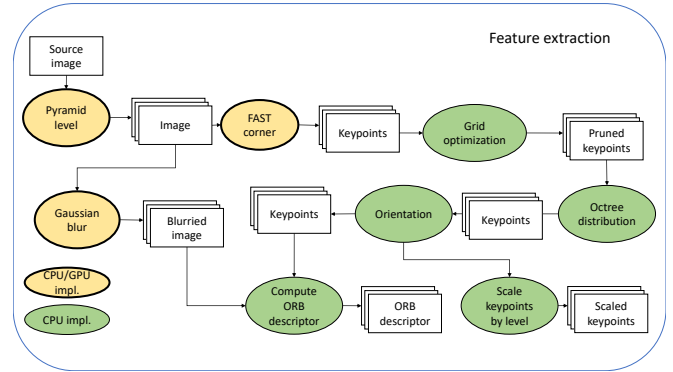 Feature extraction
Source
image
Pyramid
level
Image
FAST
corner
Keypoints
Grid
optimization
Pruned
keypoints
Gaussian
blur
Blurried
image
Keypoints
Orientation
Keypoints
Octree
distribution
CPU/GPU
impl.
CPU impl.
Compute
ORB
descriptor
ORB
descriptor
Scale
keypoints
by level
Scaled
keypoints